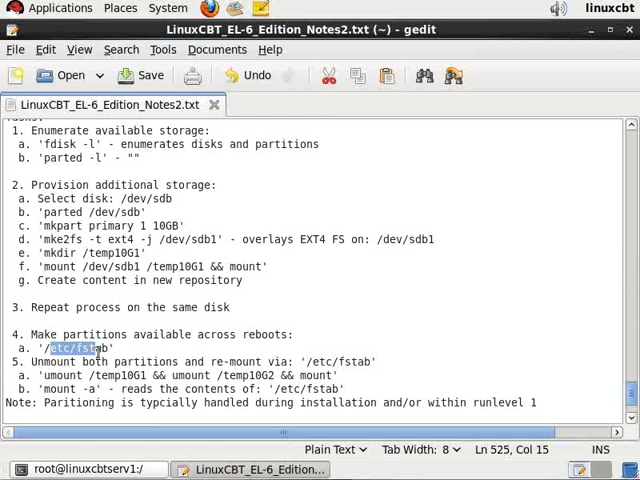 Applications Places System linuxcbt
LinuxCBT_EL-6_Edition_Notes2.txt (~) - gedit
File Edit View Search Tools Documents Help
Open Save Undo
LinuxCBT_EL-6_Edition_Notes2.txt
Tasks:
1. Enumerate available storage:
a. 'fdisk -l' - enumerates disks and partitions
b. 'parted -l' - ""
2. Provision additional storage:
a. Select disk: /dev/sdb
b. 'parted /dev/sdb'
c. 'mkpart primary 1 10GB'
d. 'mke2fs -t ext4 -j /dev/sdb1' - overlays EXT4 FS on: /dev/sdb1
e. 'mkdir /temp10G1'
f. 'mount /dev/sdb1 /temp10G1 && mount'
g. Create content in new repository
3. Repeat process on the same disk
4. Make partitions available across reboots:
a. '/etc/fstab'
5. Unmount both partitions and re-mount via: '/etc/fstab'
a. 'umount /temp10G1 && umount /temp10G2 && mount'
b. 'mount -a' - reads the contents of: '/etc/fstab'
Note: Paritioning is typcially handled during installation and/or within runlevel 1
Plain Text Tab Width: 8 Ln 525, Col 15 INS
root@linuxcbtserv1:/ LinuxCBT_EL-6_Edition...